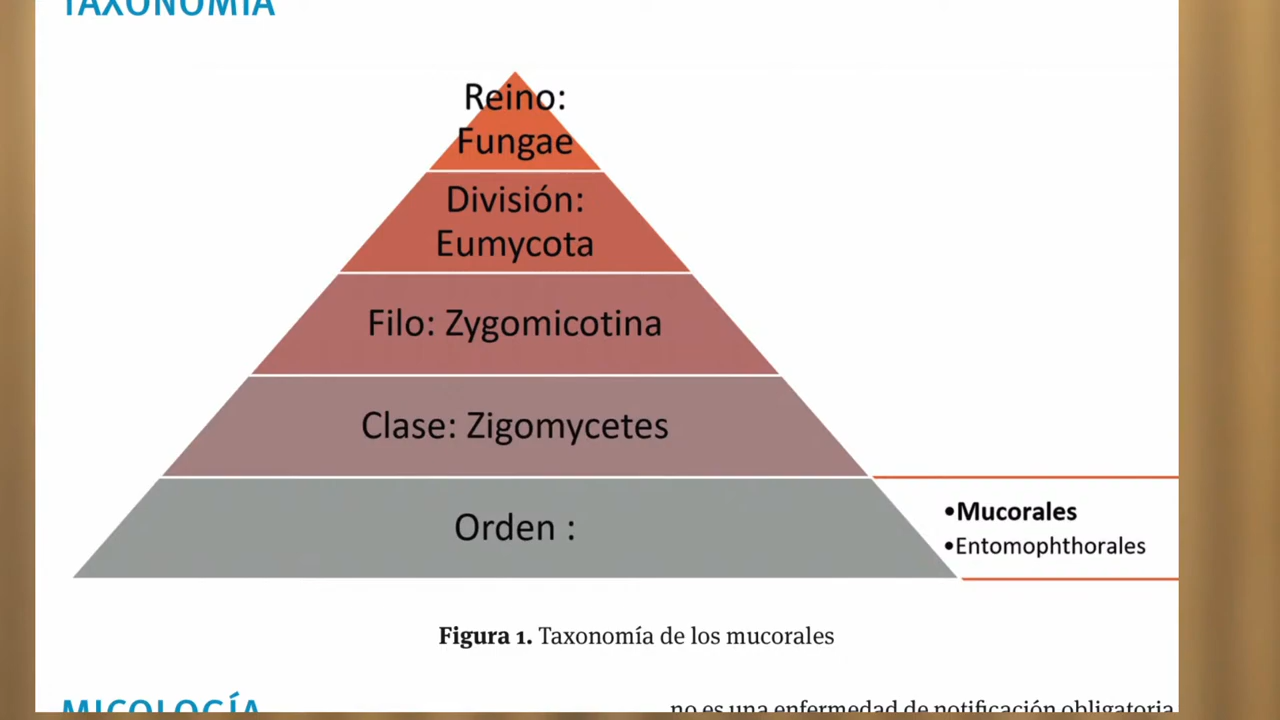 TAXONOMÍA
Reino:
Fungae
División:
Eumycota
Filo: Zygomicotina
Clase: Zigomycetes
Orden :
•Mucorales
•Entomophthorales
Figura 1. Taxonomía de los mucorales
MICOLOGÍA
no es una enfermedad de notificación obligatoria